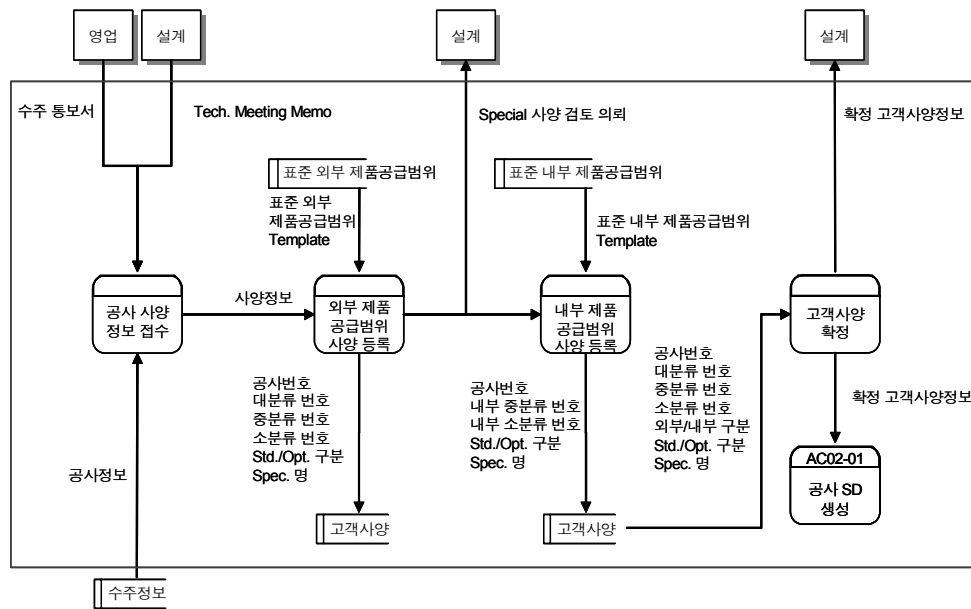 영업
설계
설계
설계
수주 통보서
Tech. Meeting Memo
Special 사양 검토 의뢰
확정 고객사양정보
표준 외부 제품공급범위
표준 내부 제품공급범위
표준 외부
제품공급범위
Template
표준 내부 제품공급범위
Template
공사 사양
정보 접수
사양정보
외부 제품
공급범위
사양 등록
내부 제품
공급범위
사양 등록
고객사양
확정
공사번호
대분류 번호
중분류 번호
소분류 번호
Std./Opt. 구분
Spec. 명
공사번호
내부 중분류 번호
내부 소분류 번호
Std./Opt. 구분
Spec. 명
공사번호
대분류 번호
중분류 번호
소분류 번호
외부/내부 구분
Std./Opt. 구분
Spec. 명
확정 고객사양정보
공사정보
AC02-01
공사 SD
생성
고객사양
고객사양
수주정보